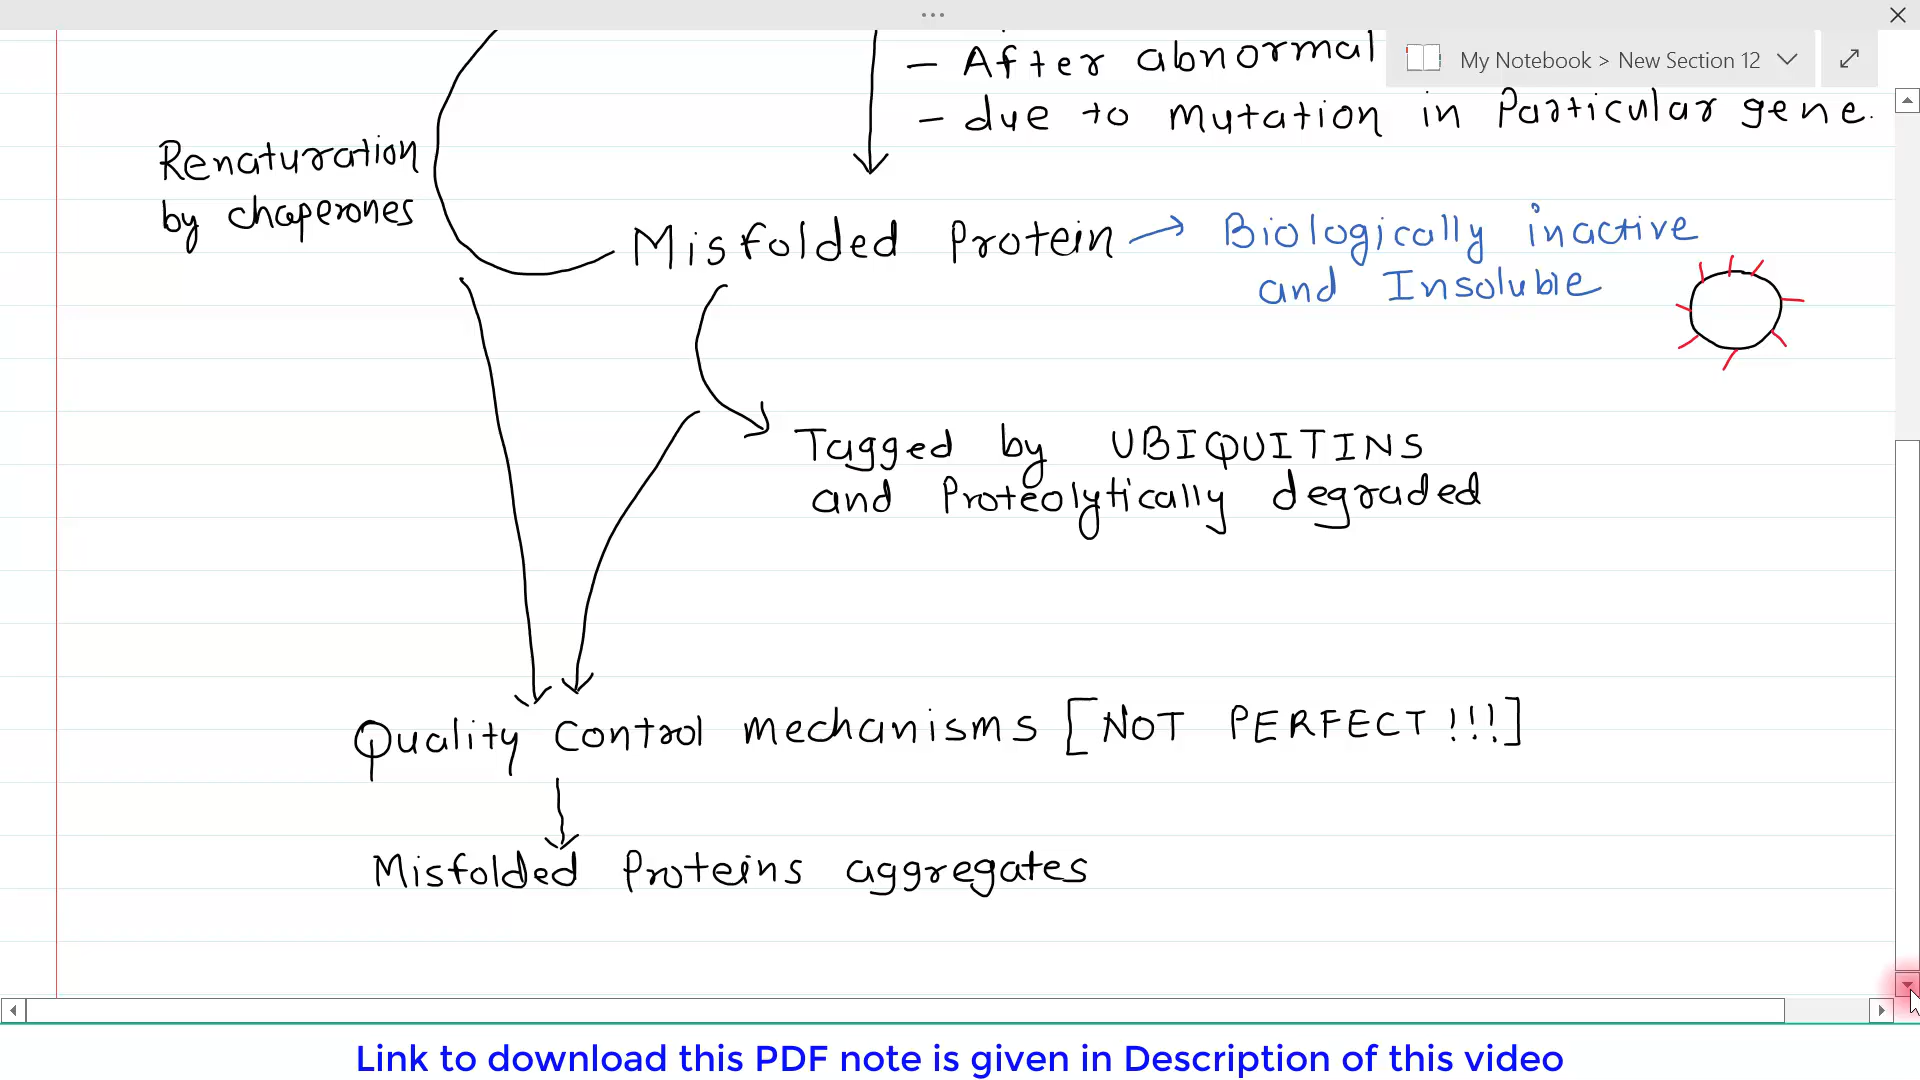 My Notebook > New Section 12
- After abnormal
- due to mutation in Particular gene.
Renaturation
by chaperones
Misfolded Protein → Biologically inactive
and Insoluble
Tagged by UBIQUITINS
and Proteolytically degraded
Quality Control mechanisms [NOT PERFECT!!!]
Misfolded Proteins aggregates
Link to download this PDF note is given in Description of this video